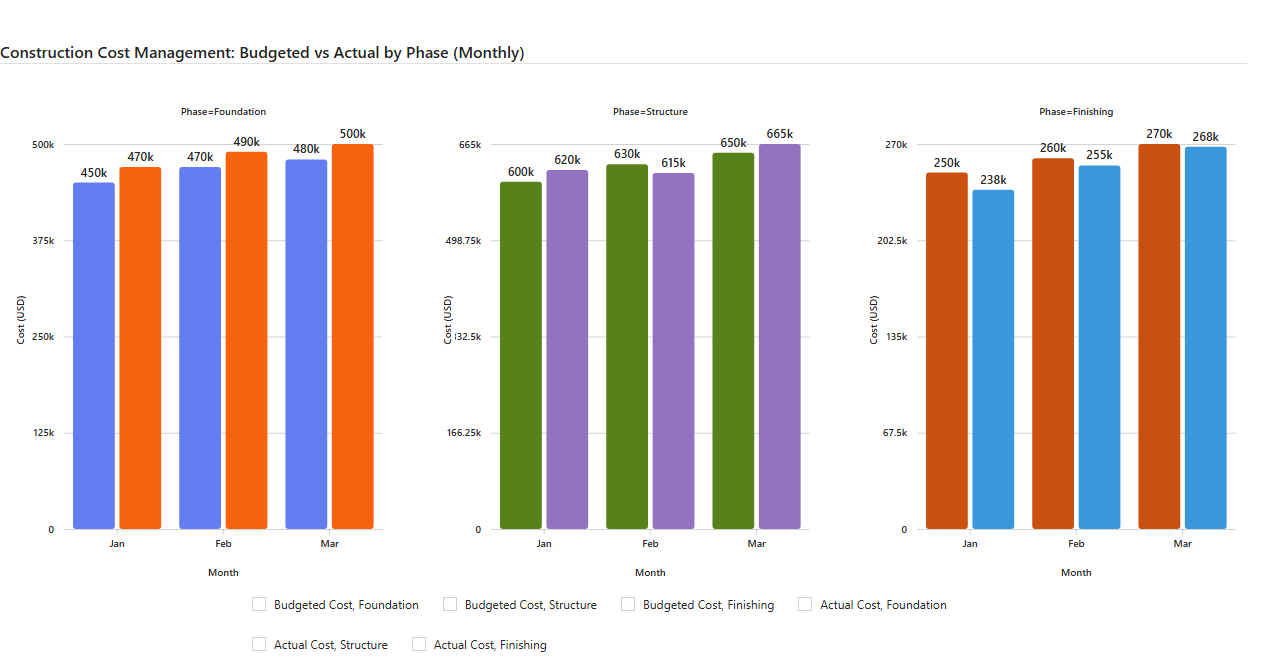 Construction Cost Management: Budgeted vs Actual by Phase (Monthly)
Phase=Foundation
500k
375k
250k
125k
0
Cost (USD)
450k
470k
470k
490k
480k
500k
Jan
Feb
Mar
Month
Phase=Structure
665k
498.75k
332.5k
166.25k
0
Cost (USD)
600k
620k
630k
615k
650k
665k
Jan
Feb
Mar
Month
Phase=Finishing
270k
202.5k
135k
67.5k
0
Cost (USD)
250k
238k
260k
255k
270k
268k
Jan
Feb
Mar
Month
Budgeted Cost, Foundation
Budgeted Cost, Structure
Budgeted Cost, Finishing
Actual Cost, Foundation
Actual Cost, Structure
Actual Cost, Finishing